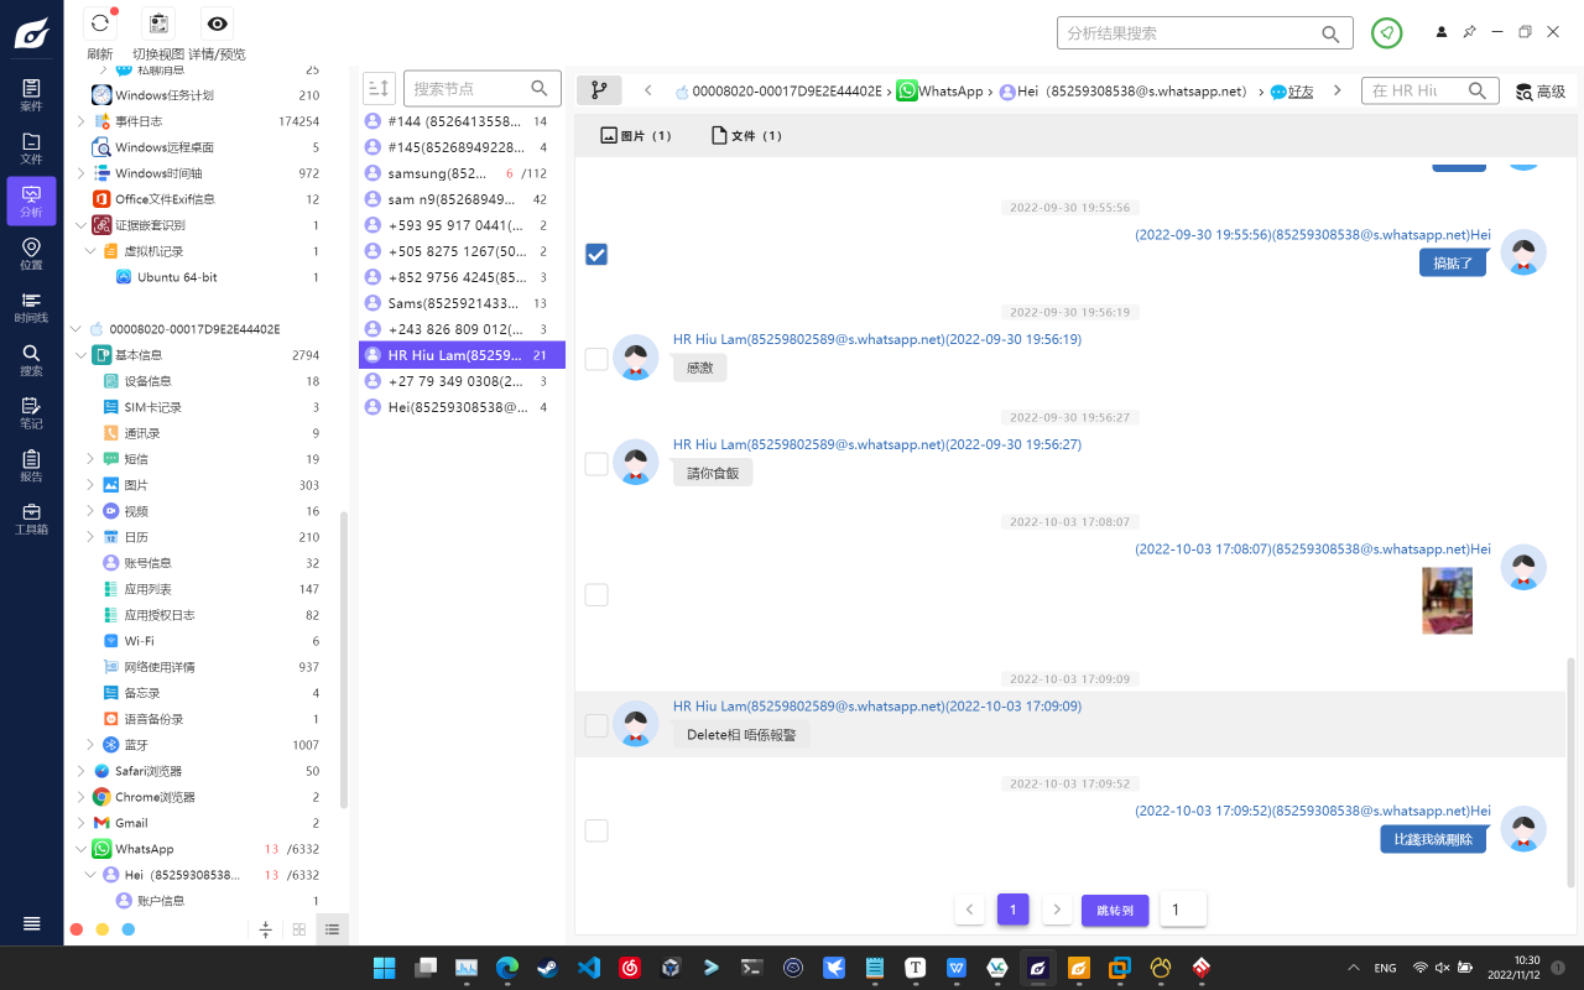 刷新
切换视图
详情/预览
分析结果搜索
案件
文件
分析
位置
时间线
搜索
笔记
报告
工具箱
私聊消息 25
Windows任务计划 210
事件日志 174254
Windows远程桌面 5
Windows时间轴 972
Office文件Exif信息 12
证据嵌套识别 1
虚拟机记录 1
Ubuntu 64-bit 1
00008020-00017D9E2E44402E
基本信息 2794
设备信息 18
SIM卡记录 3
通讯录 9
短信 19
图片 303
视频 16
日历 210
账号信息 32
应用列表 147
应用授权日志 82
Wi-Fi 6
网络使用详情 937
备忘录 4
语音备份录 1
蓝牙 1007
Safari浏览器 50
Chrome浏览器 2
Gmail 2
WhatsApp 13 /6332
Hei（85259308538... 13 /6332
账户信息 1
搜索节点
#144 (8526413558... 14
#145(85268949228... 4
samsung(852... 6 /112
sam n9(85268949... 42
+593 95 917 0441(... 2
+505 8275 1267(50... 2
+852 9756 4245(85... 3
Sams(8525921433... 13
+243 826 809 012(... 3
HR Hiu Lam(85259... 21
+27 79 349 0308(2... 3
Hei(85259308538@... 4
00008020-00017D9E2E44402E › WhatsApp › Hei（85259308538@s.whatsapp.net） › 好友
在 HR Hiu
高级
图片（1）
文件（1）
2022-09-30 19:55:56
(2022-09-30 19:55:56)(85259308538@s.whatsapp.net)Hei
搞掂了
2022-09-30 19:56:19
HR Hiu Lam(85259802589@s.whatsapp.net)(2022-09-30 19:56:19)
感激
2022-09-30 19:56:27
HR Hiu Lam(85259802589@s.whatsapp.net)(2022-09-30 19:56:27)
請你食飯
2022-10-03 17:08:07
(2022-10-03 17:08:07)(85259308538@s.whatsapp.net)Hei
2022-10-03 17:09:09
HR Hiu Lam(85259802589@s.whatsapp.net)(2022-10-03 17:09:09)
Delete相 唔係報警
2022-10-03 17:09:52
(2022-10-03 17:09:52)(85259308538@s.whatsapp.net)Hei
比錢我就刪除
1
跳转到
1
ENG
10:30
2022/11/12